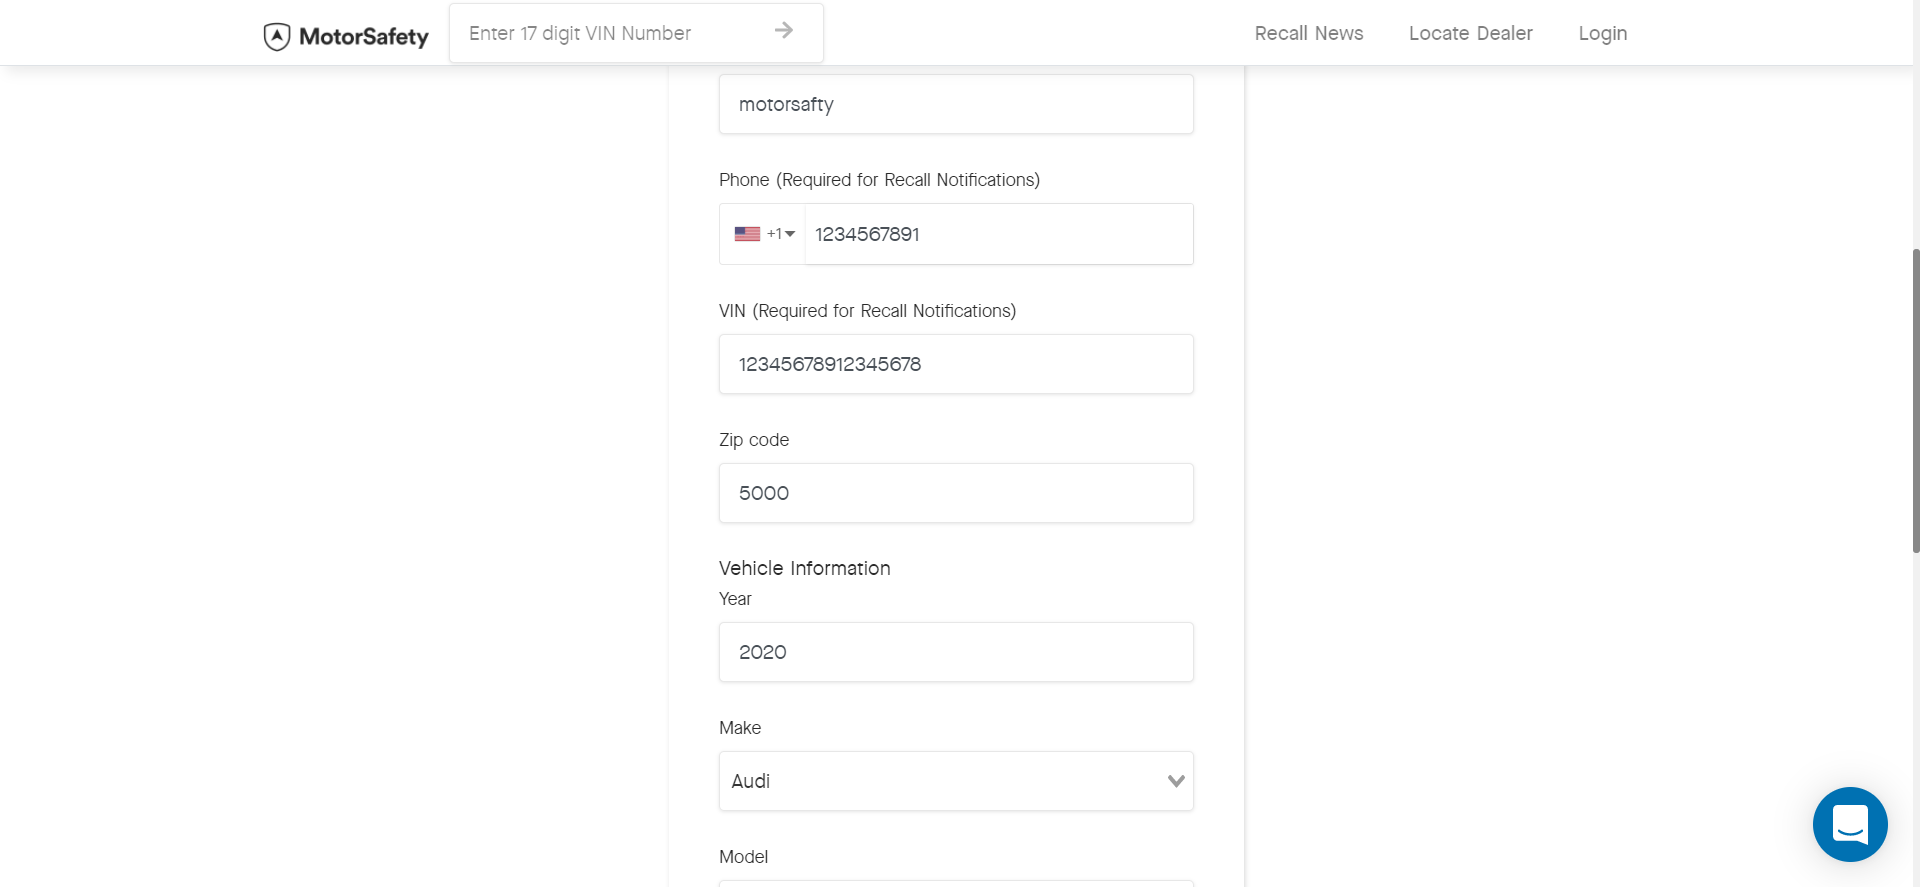 MotorSafety
Enter 17 digit VIN Number
Recall News
Locate Dealer
Login
motorsafty
Phone (Required for Recall Notifications)
+1
1234567891
VIN (Required for Recall Notifications)
12345678912345678
Zip code
5000
Vehicle Information
Year
2020
Make
Audi
Model